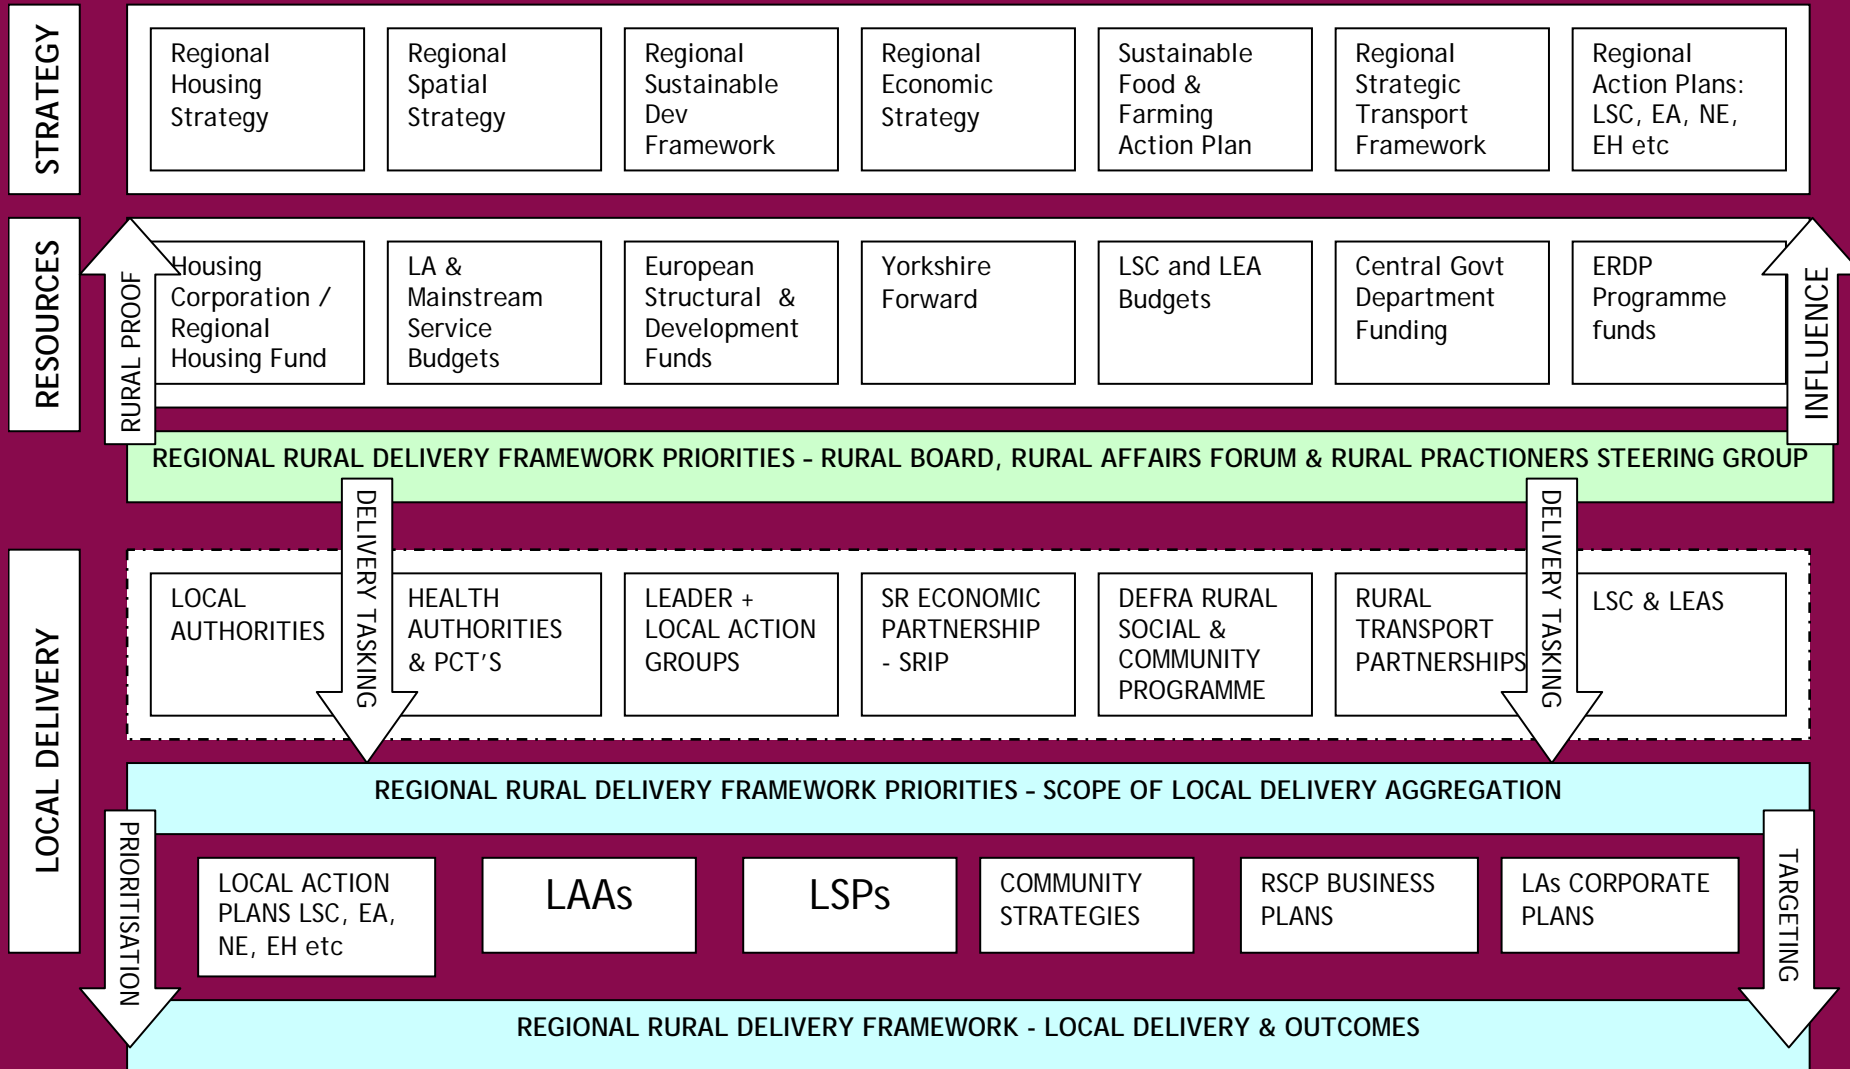 STRATEGY
Regional
Housing
Strategy
Regional
Spatial
Strategy
Regional
Sustainable
Dev
Framework
Regional
Economic
Strategy
Sustainable
Food &
Farming
Action Plan
Regional
Strategic
Transport
Framework
Regional
Action Plans:
LSC, EA, NE,
EH etc
RESOURCES
RURAL PROOF
Housing
Corporation /
Regional
Housing Fund
LA &
Mainstream
Service
Budgets
European
Structural &
Development
Funds
Yorkshire
Forward
LSC and LEA
Budgets
Central Govt
Department
Funding
ERDP
Programme
funds
INFLUENCE
REGIONAL RURAL DELIVERY FRAMEWORK PRIORITIES – RURAL BOARD, RURAL AFFAIRS FORUM & RURAL PRACTIONERS STEERING GROUP
DELIVERY TASKING
DELIVERY TASKING
LOCAL DELIVERY
LOCAL
AUTHORITIES
HEALTH
AUTHORITIES
& PCT'S
LEADER +
LOCAL ACTION
GROUPS
SR ECONOMIC
PARTNERSHIP
- SRIP
DEFRA RURAL
SOCIAL &
COMMUNITY
PROGRAMME
RURAL
TRANSPORT
PARTNERSHIPS
LSC & LEAS
REGIONAL RURAL DELIVERY FRAMEWORK PRIORITIES – SCOPE OF LOCAL DELIVERY AGGREGATION
PRIORITISATION
LOCAL ACTION
PLANS LSC, EA,
NE, EH etc
LAAs
LSPs
COMMUNITY
STRATEGIES
RSCP BUSINESS
PLANS
LAs CORPORATE
PLANS
TARGETING
REGIONAL RURAL DELIVERY FRAMEWORK - LOCAL DELIVERY & OUTCOMES